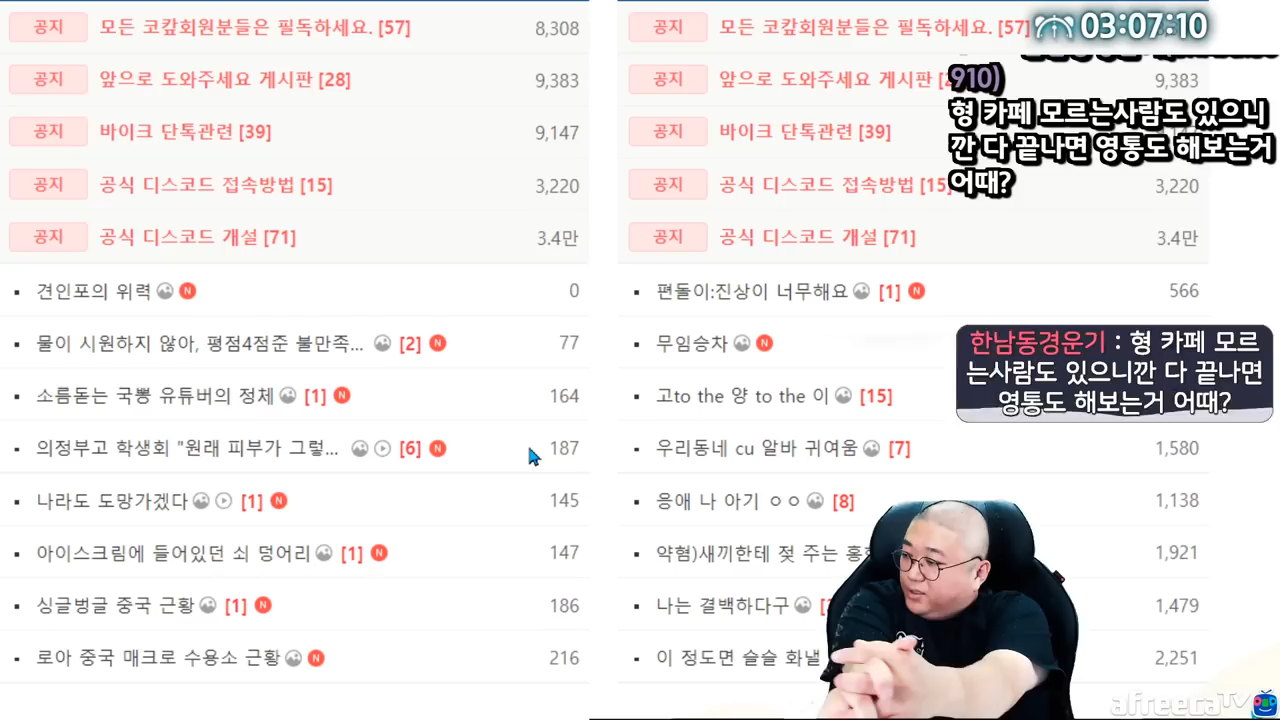 공지 모든 코갚회원분들은 필독하세요. [57] 8,308
공지 앞으로 도와주세요 게시판 [28] 9,383
공지 바이크 단톡관련 [39] 9,147
공지 공식 디스코드 접속방법 [15] 3,220
공지 공식 디스코드 개설 [71] 3.4만
견인포의 위력 N 0
물이 시원하지 않아, 평점4점준 불만족... [2] N 77
소름돋는 국뽕 유튜버의 정체 [1] N 164
의정부고 학생회 "원래 피부가 그렇... [6] N 187
나라도 도망가겠다 [1] N 145
아이스크림에 들어있던 쇠 덩어리 [1] N 147
싱글벙글 중국 근황 [1] N 186
로아 중국 매크로 수용소 근황 N 216
공지 모든 코갚회원분들은 필독하세요. [57]
공지 앞으로 도와주세요 게시판 9,383
공지 바이크 단톡관련 [39]
공지 공식 디스코드 접속방법 [15] 3,220
공지 공식 디스코드 개설 [71] 3.4만
편돌이:진상이 너무해요 [1] N 566
무임승차 N
고to the 양 to the 이 [15]
우리동네 cu 알바 귀여움 [7] 1,580
응애 나 아기 ㅇㅇ [8] 1,138
약혐)새끼한테 젖 주는 1,921
나는 결백하다구 1,479
이 정도면 슬슬 화낼 2,251
03:07:10
910)
형 카페 모르는사람도 있으니
깐 다 끝나면 영통도 해보는거
어때?
한남동경운기 : 형 카페 모르
는사람도 있으니깐 다 끝나면
영통도 해보는거 어때?
afreecaTV